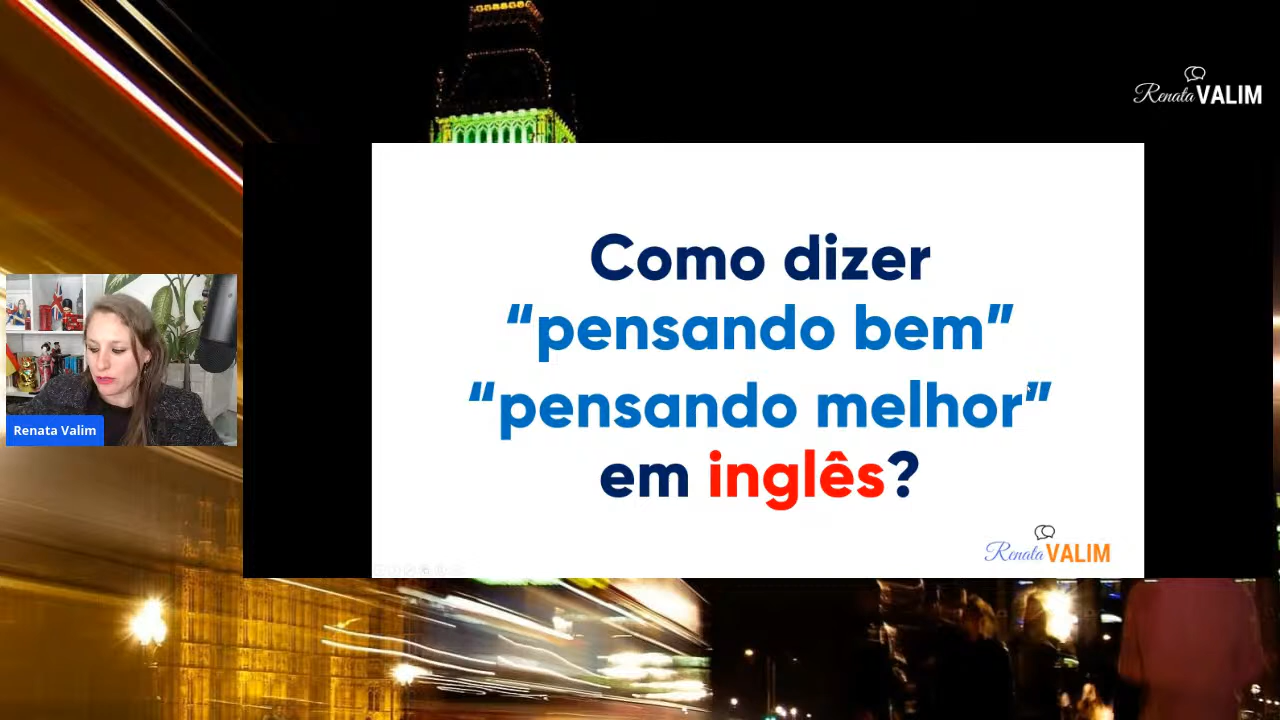 Renata VALIM
Como dizer
“pensando bem”
“pensando melhor”
em inglês?
Renata VALIM
Renata Valim